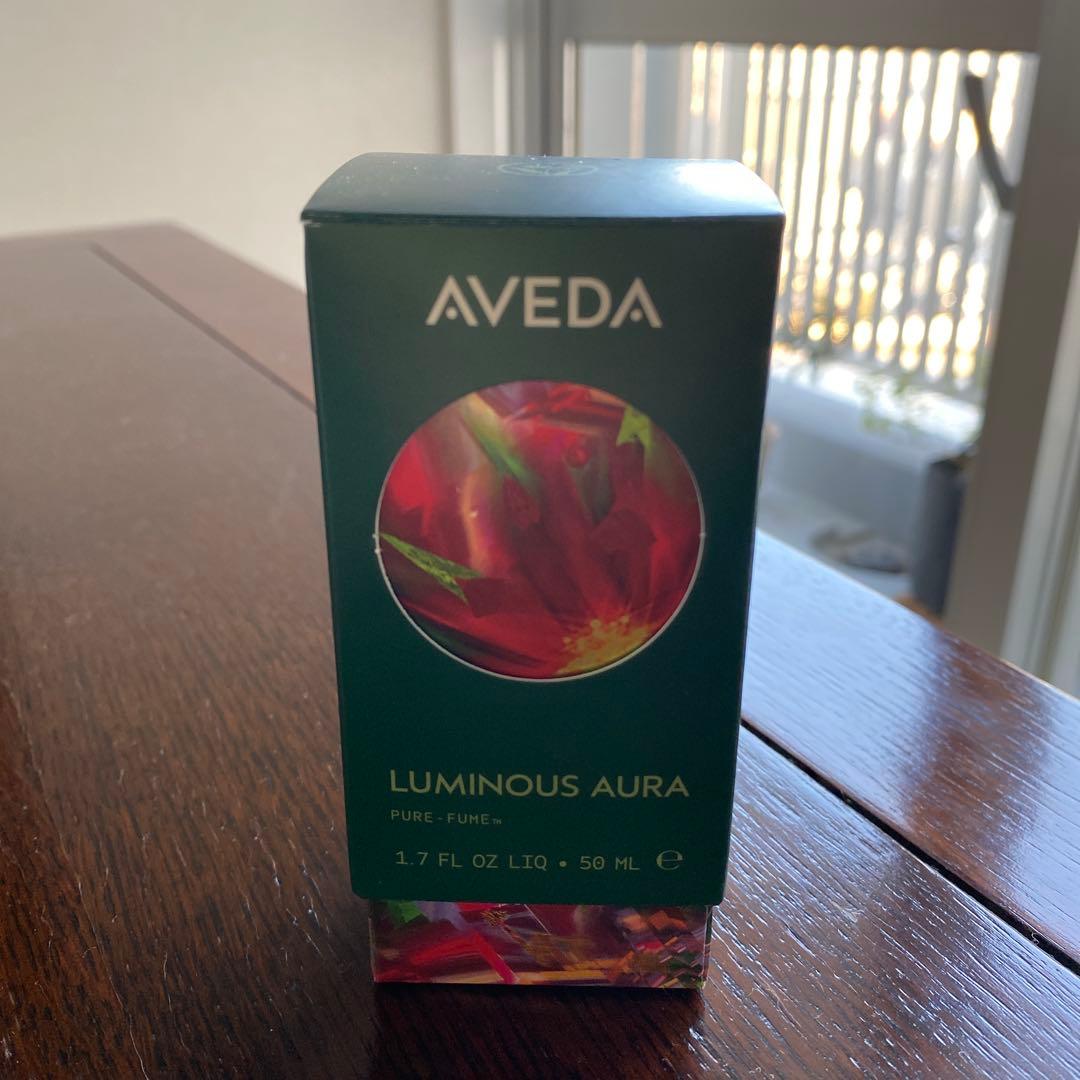 AVEDA
LUMINOUS AURA
PURE-FUME™
1.7 FL OZ LIQ • 50 ML ℮